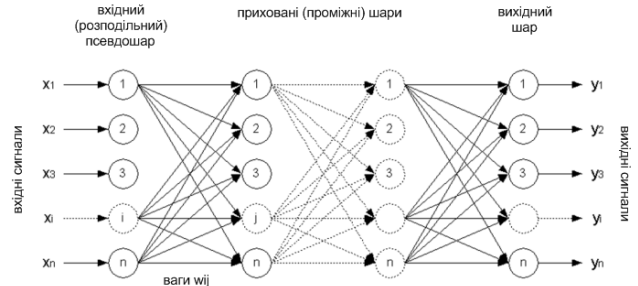 вхідний
(розподільний)
псевдошар
приховані (проміжні) шари
вихідний
шар
вхідні сигнали
x1 1 1 1 1 y1
x2 2 2 2 2 y2
x3 3 3 3 3 y3
xi i j yi
xn n n n n yn
вихідні сигнали
ваги wij